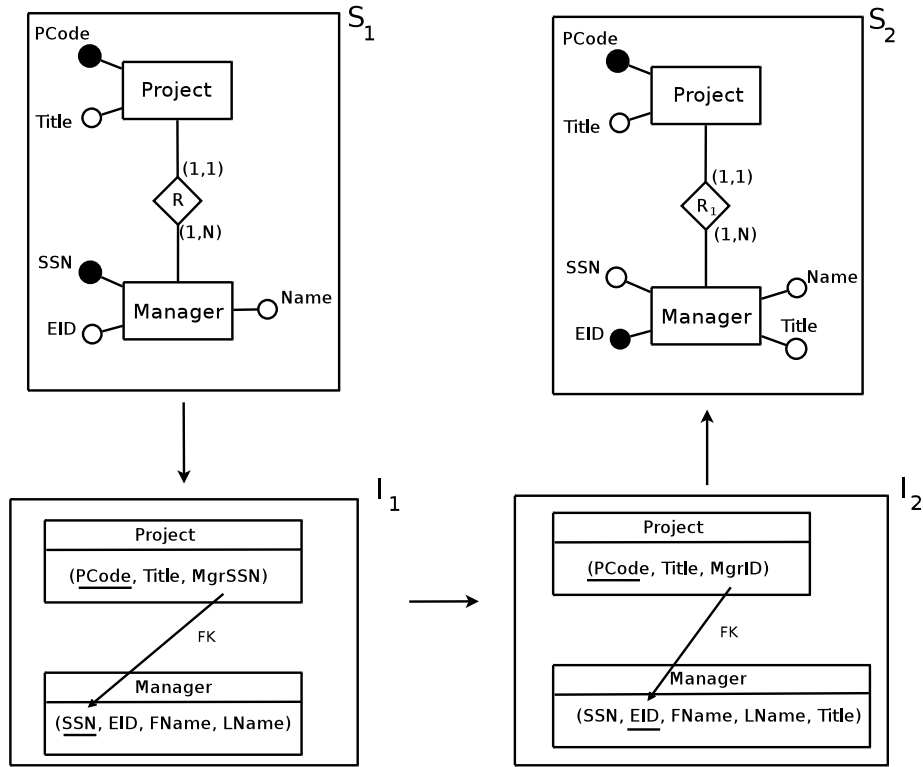 S1
PCode
Project
Title
(1,1)
R
(1,N)
SSN
Manager
Name
EID
S2
PCode
Project
Title
(1,1)
R1
(1,N)
SSN
Name
Manager
EID
Title
I1
Project
(PCode, Title, MgrSSN)
FK
Manager
(SSN, EID, FName, LName)
I2
Project
(PCode, Title, MgrID)
FK
Manager
(SSN, EID, FName, LName, Title)